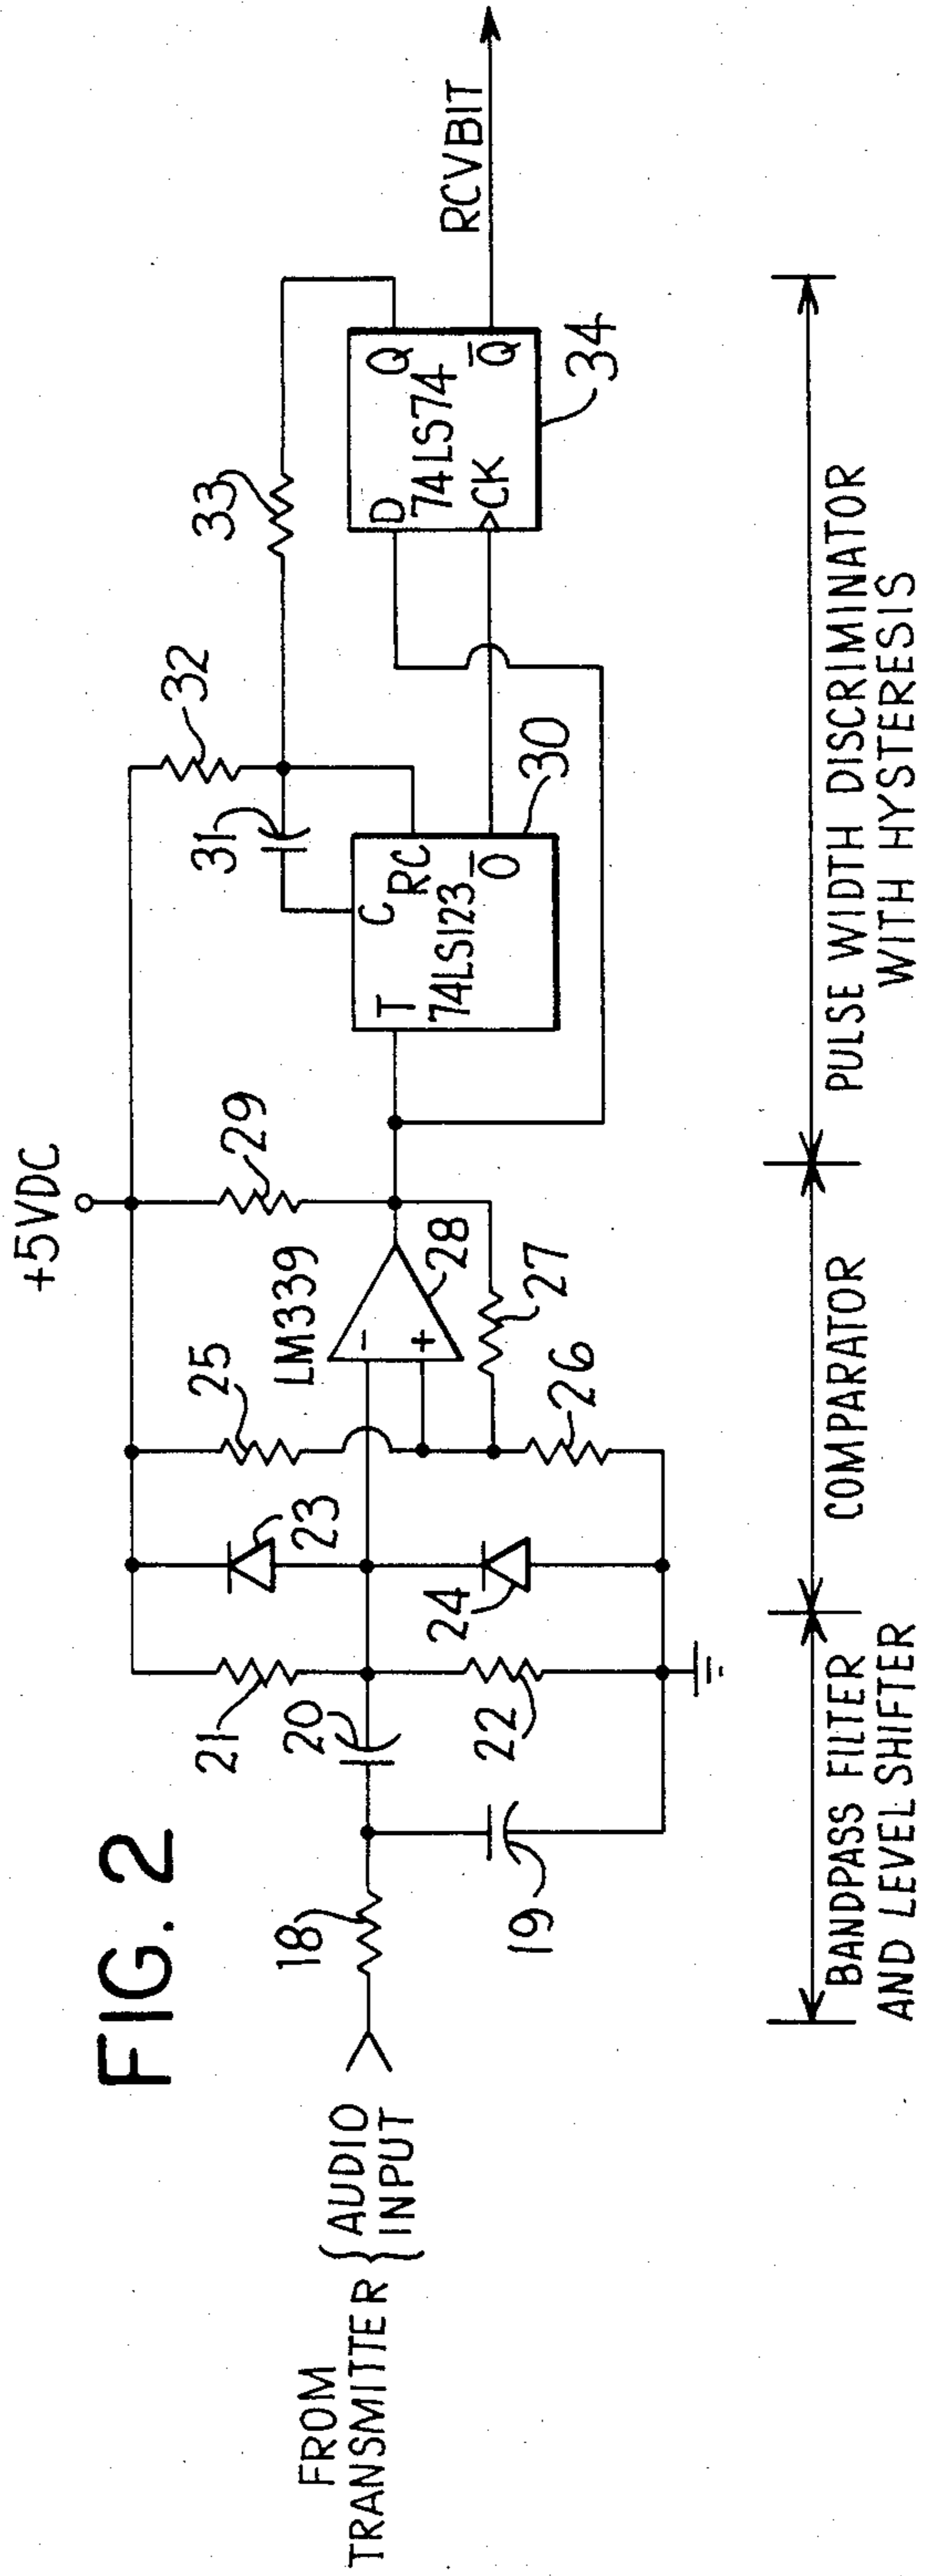 FIG. 2
+5VDC
FROM
TRANSMITTER
AUDIO
INPUT
18
19
20
21
22
23
24
25
26
27
LM339
28
29
T
C
RC
74LS123
O̅
30
31
32
33
D
Q
74LS74
CK
Q̅
34
RCVBIT
BANDPASS FILTER
AND LEVEL SHIFTER
COMPARATOR
PULSE WIDTH DISCRIMINATOR
WITH HYSTERESIS
-
+